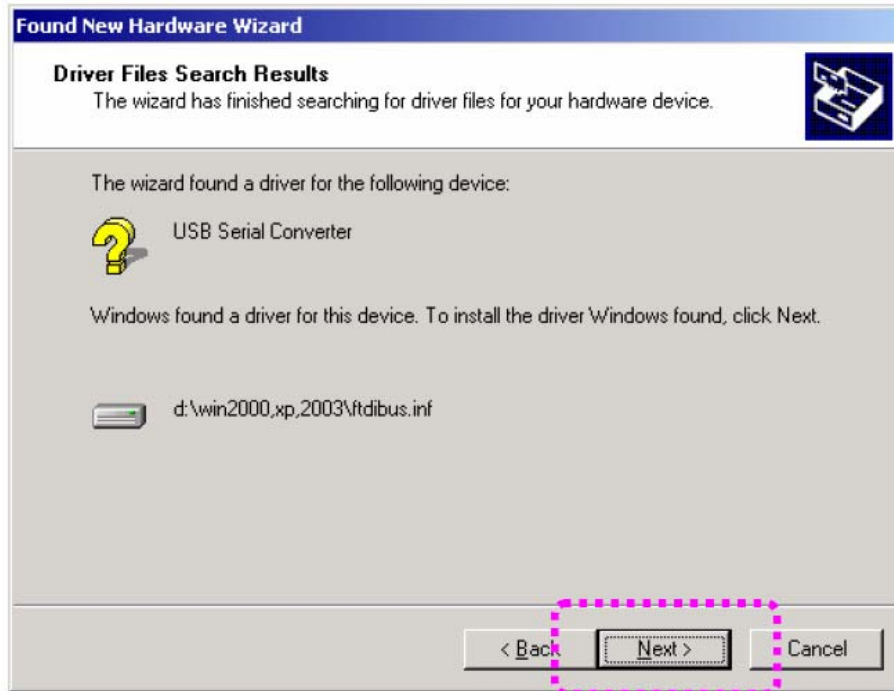 Found New Hardware Wizard
Driver Files Search Results
The wizard has finished searching for driver files for your hardware device.
The wizard found a driver for the following device:
USB Serial Converter
Windows found a driver for this device. To install the driver Windows found, click Next.
d:\win2000,xp,2003\ftdibus.inf
< Back Next > Cancel